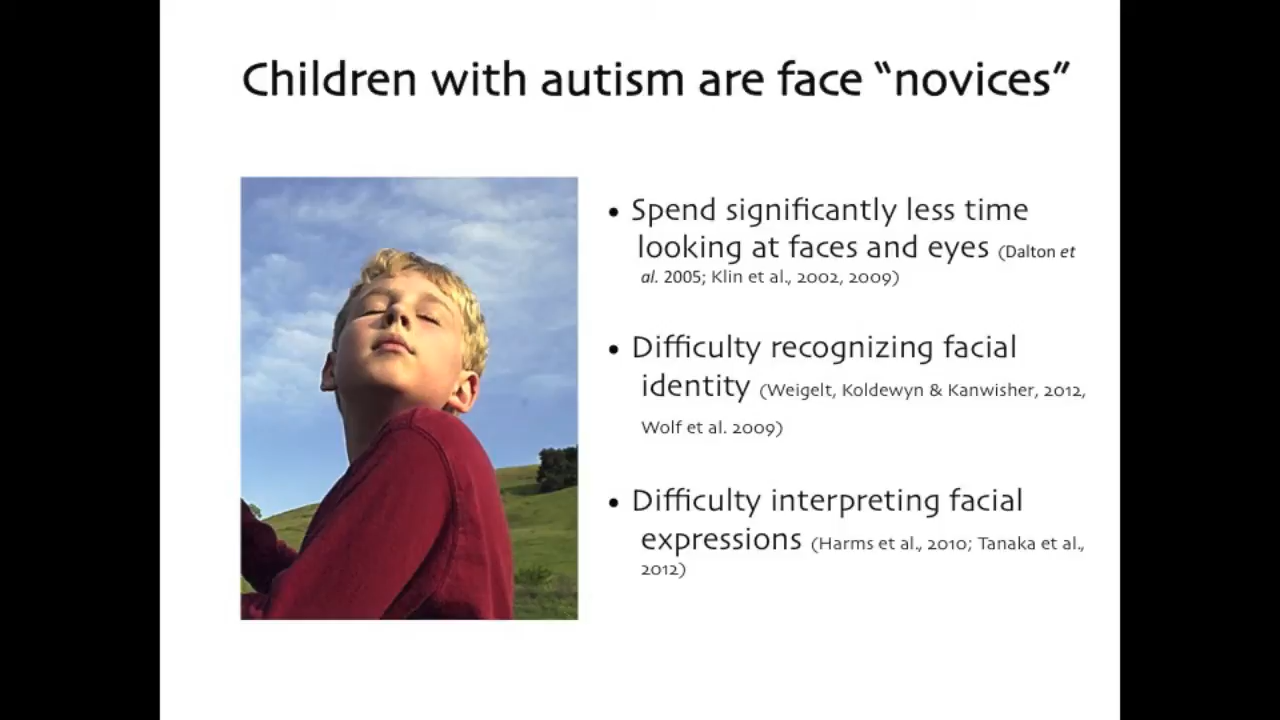 Children with autism are face “novices”
• Spend significantly less time
looking at faces and eyes (Dalton et
al. 2005; Klin et al., 2002, 2009)
• Difficulty recognizing facial
identity (Weigelt, Koldewyn & Kanwisher, 2012,
Wolf et al. 2009)
• Difficulty interpreting facial
expressions (Harms et al., 2010; Tanaka et al.,
2012)